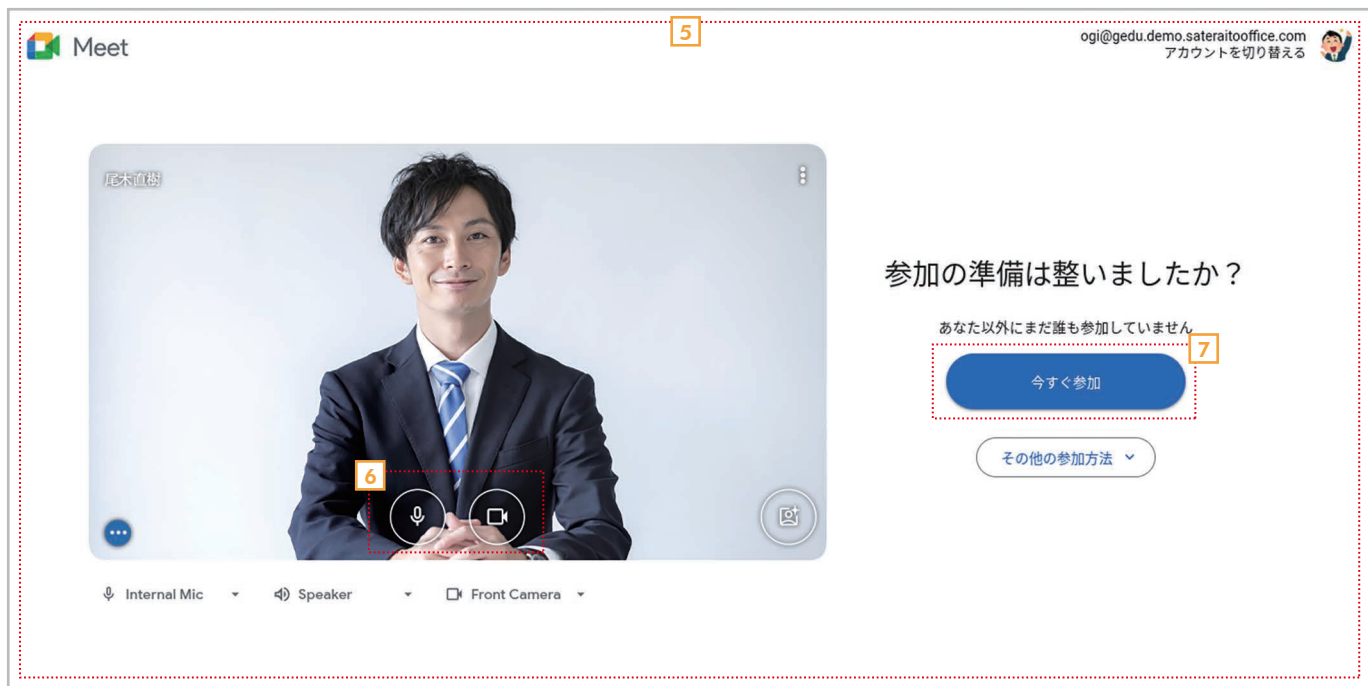 5
Meet
ogi@gedu.demo.sateraitooffice.com
アカウントを切り替える
尾木直樹
参加の準備は整いましたか？
あなた以外にまだ誰も参加していません
7
今すぐ参加
その他の参加方法
6
Internal Mic
Speaker
Front Camera